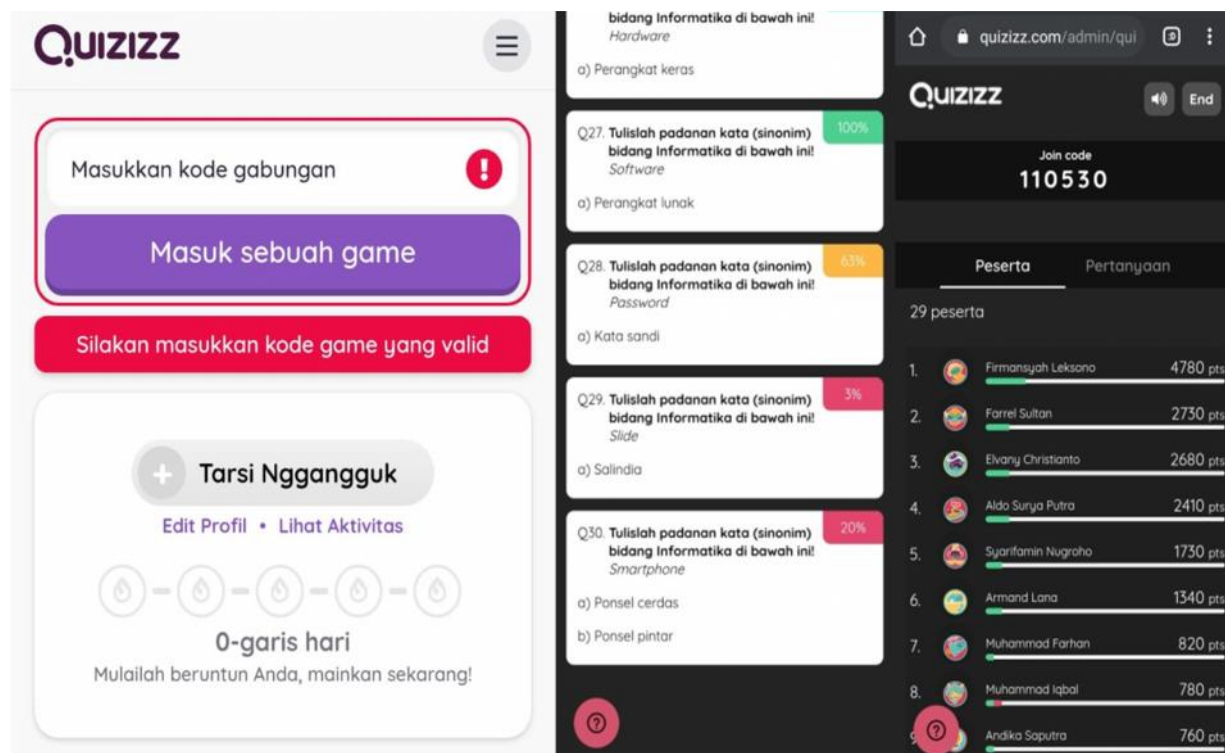 Quizizz
Masukkan kode gabungan
Masuk sebuah game
Silakan masukkan kode game yang valid
Tarsi Nggangguk
Edit Profil • Lihat Aktivitas
0-garis hari
Mulailah beruntun Anda, mainkan sekarang!
bidang Informatika di bawah ini!
Hardware
a) Perangkat keras
Q27. Tulislah padanan kata (sinonim) 100%
bidang Informatika di bawah ini!
Software
a) Perangkat lunak
Q28. Tulislah padanan kata (sinonim) 63%
bidang Informatika di bawah ini!
Password
a) Kata sandi
Q29. Tulislah padanan kata (sinonim) 3%
bidang Informatika di bawah ini!
Slide
a) Salindia
Q30. Tulislah padanan kata (sinonim) 20%
bidang Informatika di bawah ini!
Smartphone
a) Ponsel cerdas
b) Ponsel pintar
quizizz.com/admin/qui :D
Quizizz End
Join code
110530
Peserta Pertanyaan
29 peserta
1. Firmansyah Leksono 4780 pts
2. Farrel Sultan 2730 pts
3. Elvany Christianto 2680 pts
4. Aldo Surya Putra 2410 pts
5. Syarifamin Nugroho 1730 pts
6. Armand Lana 1340 pts
7. Muhammad Farhan 820 pts
8. Muhammad Iqbal 780 pts
9. Andika Saputra 760 pts